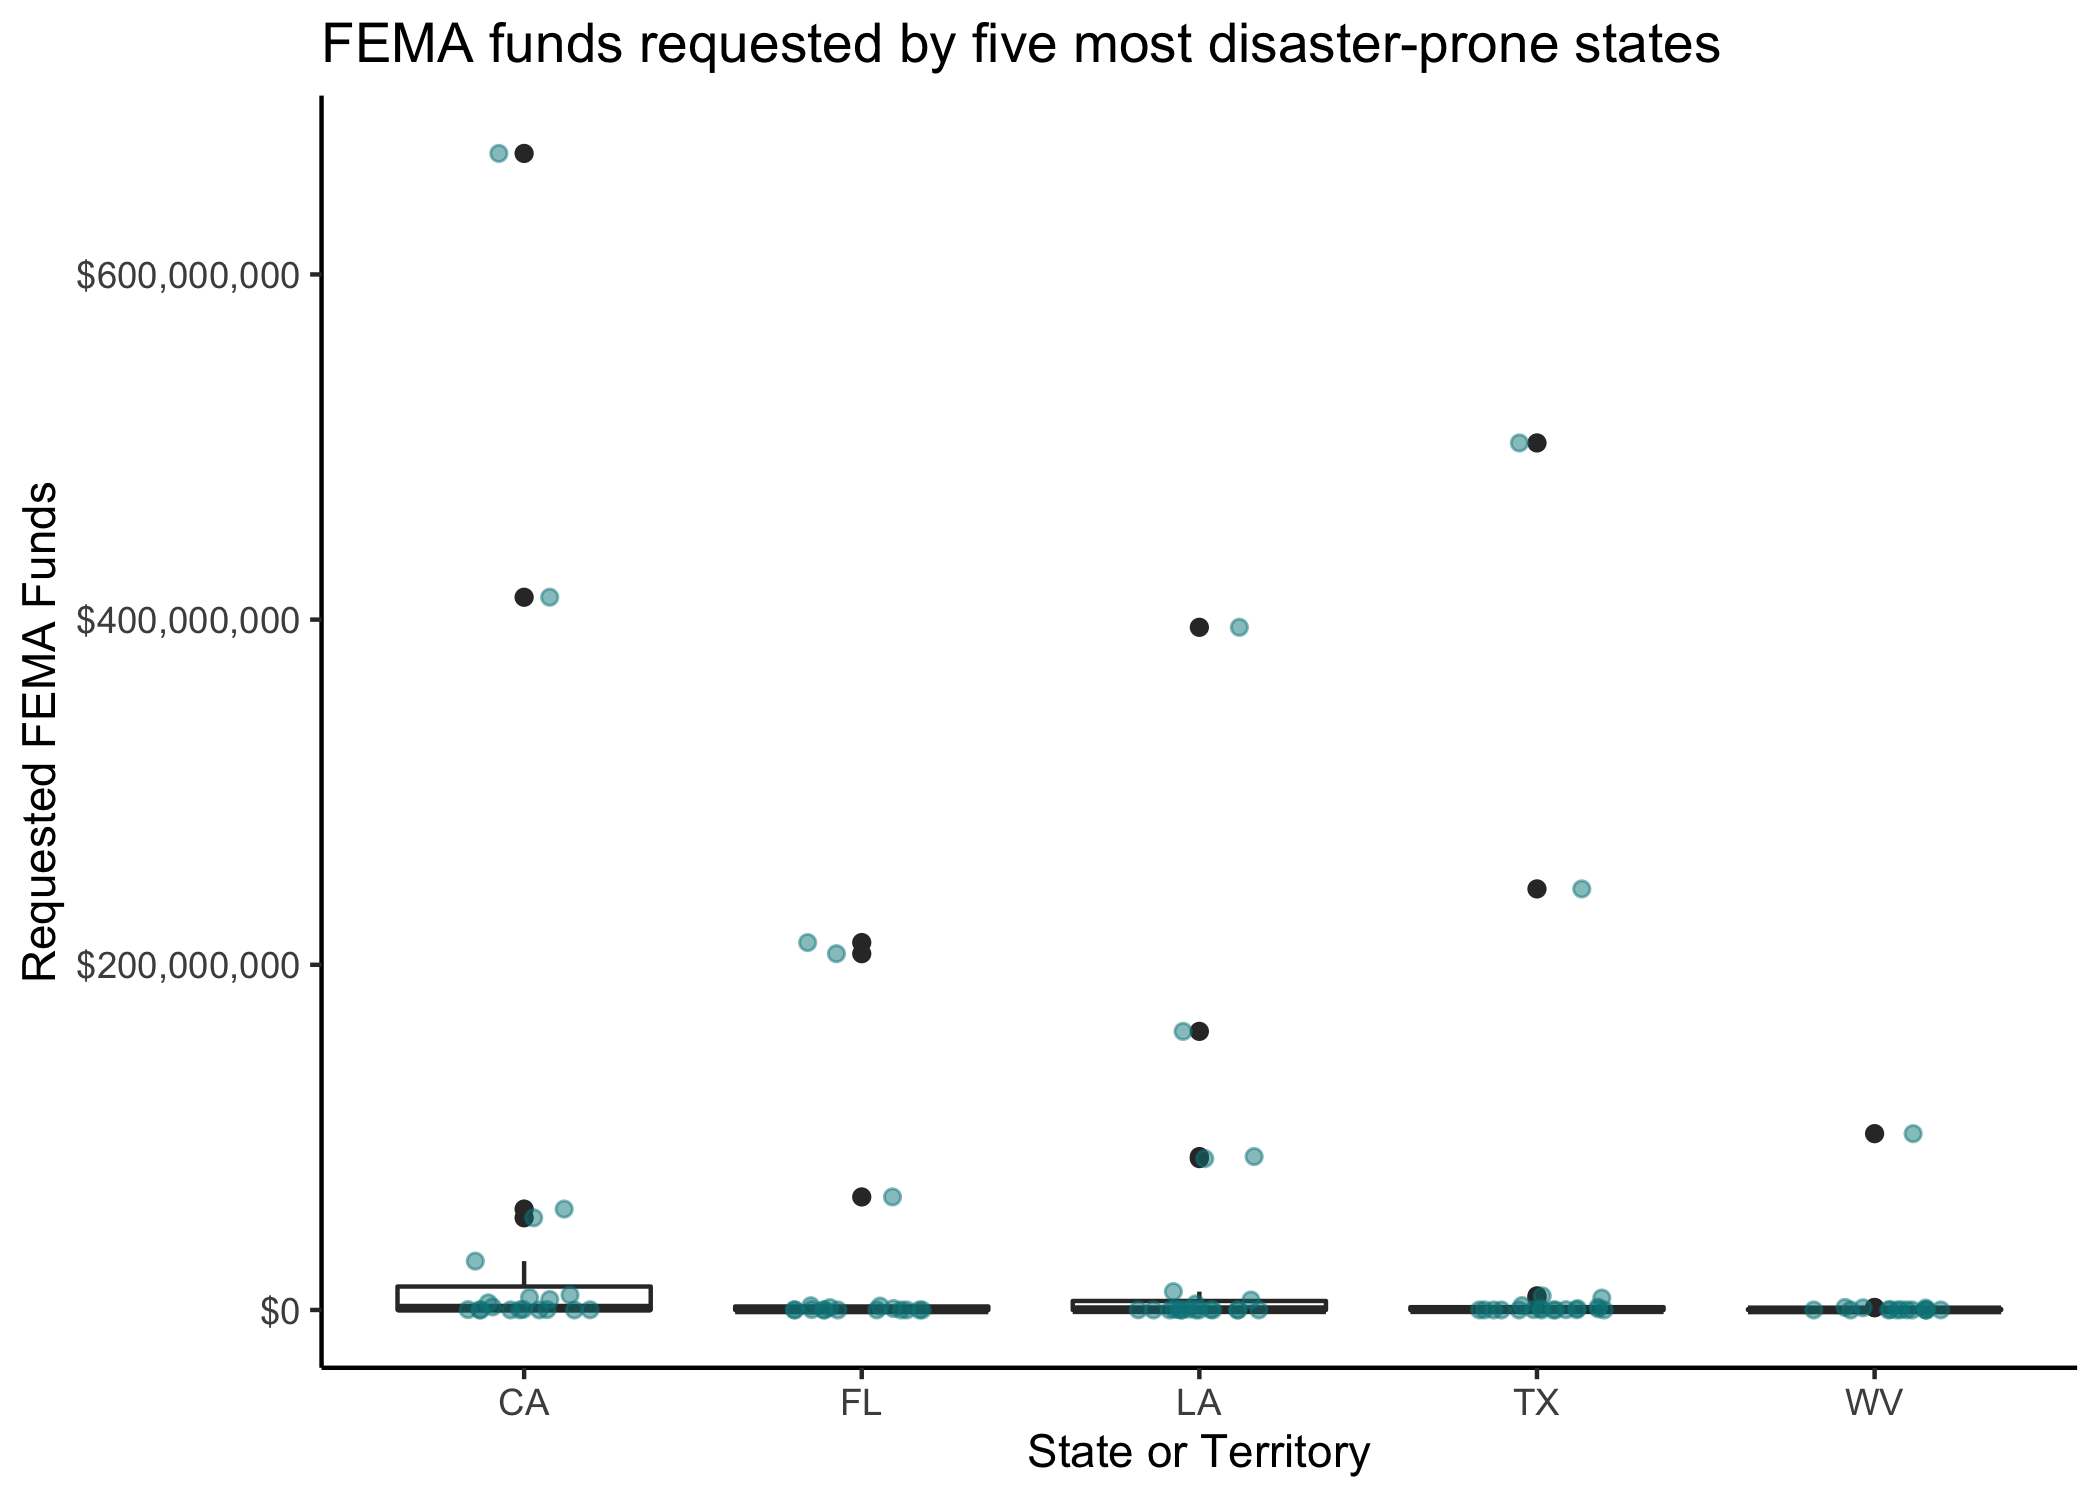 FEMA funds requested by five most disaster-prone states
Requested FEMA Funds
$600,000,000
$400,000,000
$200,000,000
$0
CA
FL
LA
TX
WV
State or Territory